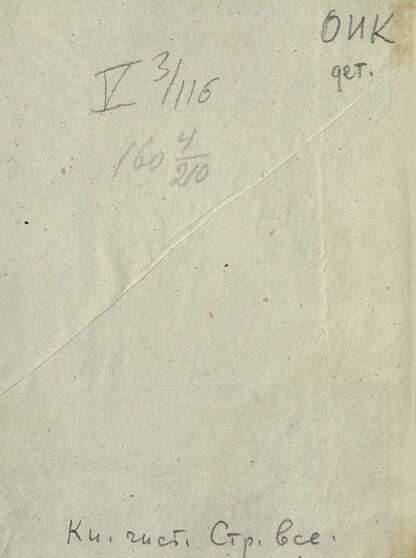 ОИК
дет.
V 3/116
160 4/210
Кн. чист. Стр. все.